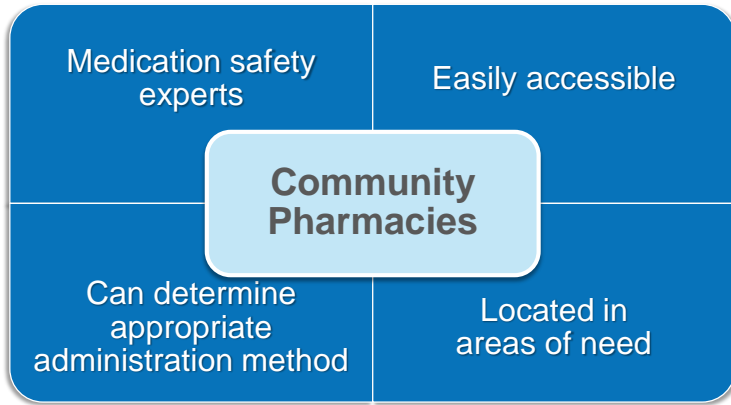 Medication safety
experts
Easily accessible
Community
Pharmacies
Can determine
appropriate
administration method
Located in
areas of need